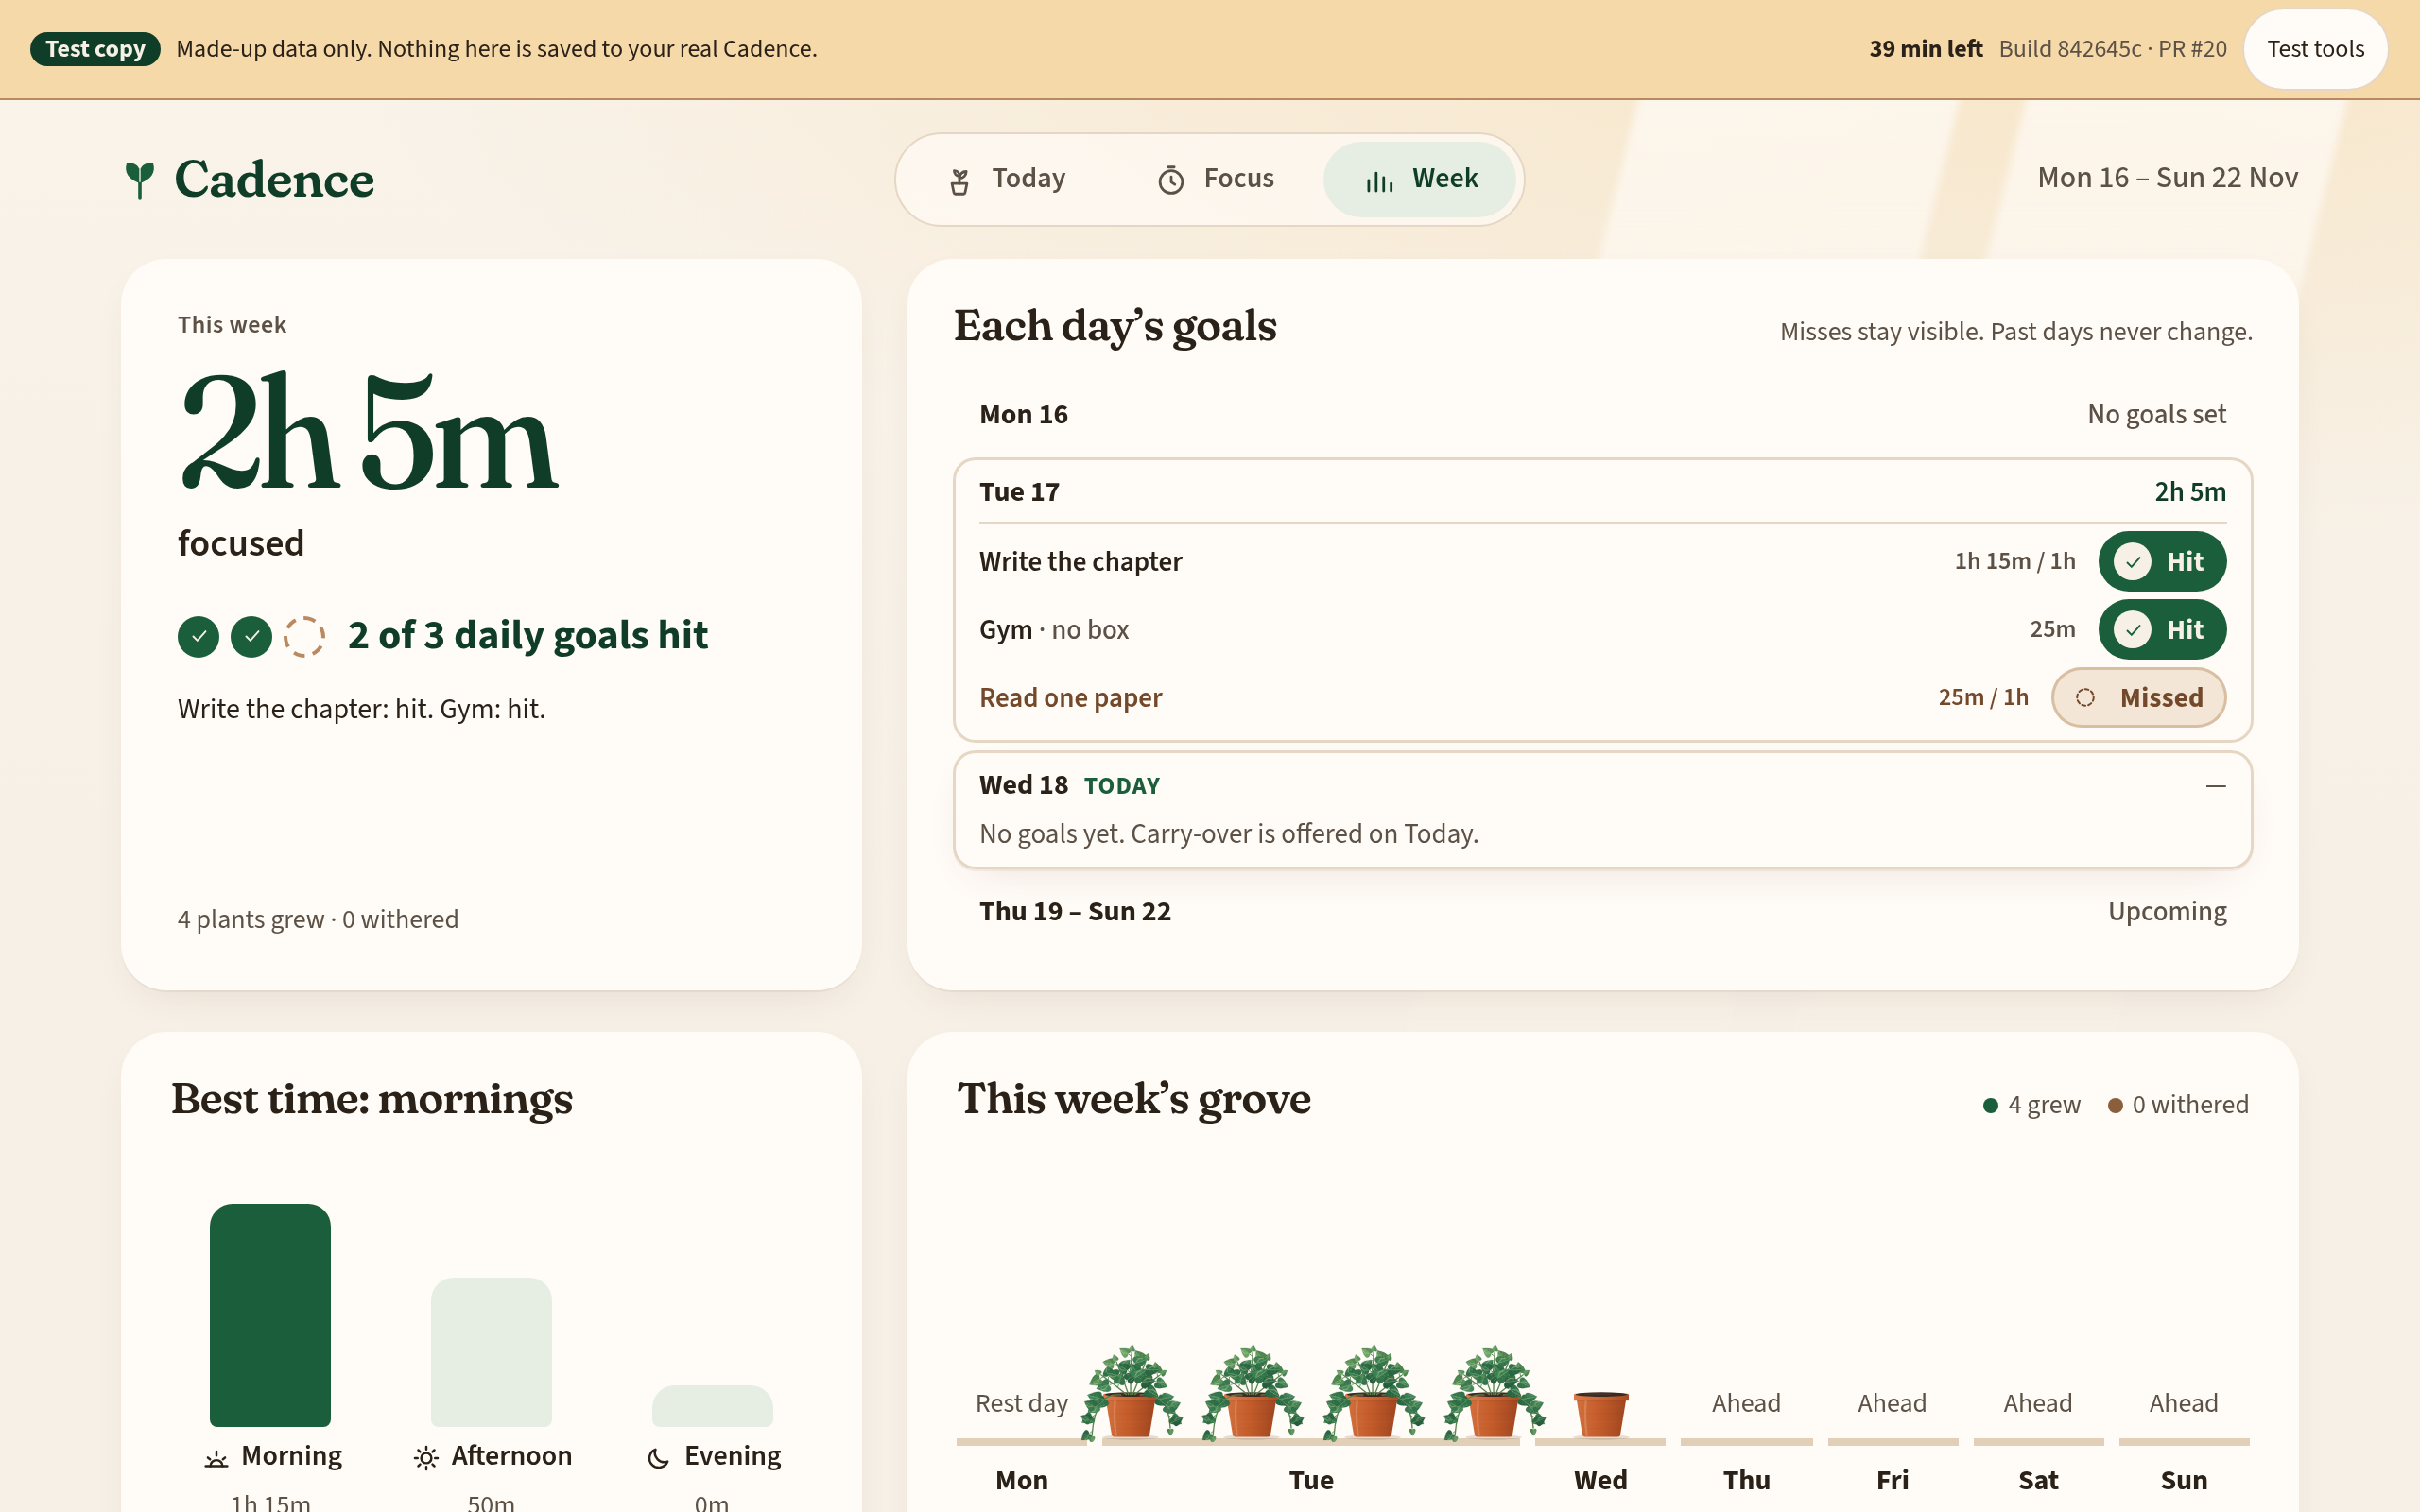 Test copy Made-up data only. Nothing here is saved to your real Cadence. 39 min left Build 842645c · PR #20 Test tools
Cadence Today Focus Week Mon 16 – Sun 22 Nov
This week
2h 5m
focused
2 of 3 daily goals hit
Write the chapter: hit. Gym: hit.
4 plants grew · 0 withered
Each day’s goals Misses stay visible. Past days never change.
Mon 16 No goals set
Tue 17 2h 5m
Write the chapter 1h 15m / 1h Hit
Gym · no box 25m Hit
Read one paper 25m / 1h Missed
Wed 18 TODAY —
No goals yet. Carry-over is offered on Today.
Thu 19 – Sun 22 Upcoming
Best time: mornings
Morning Afternoon Evening
1h 15m 50m 0m
This week’s grove 4 grew 0 withered
Rest day Ahead Ahead Ahead Ahead
Mon Tue Wed Thu Fri Sat Sun